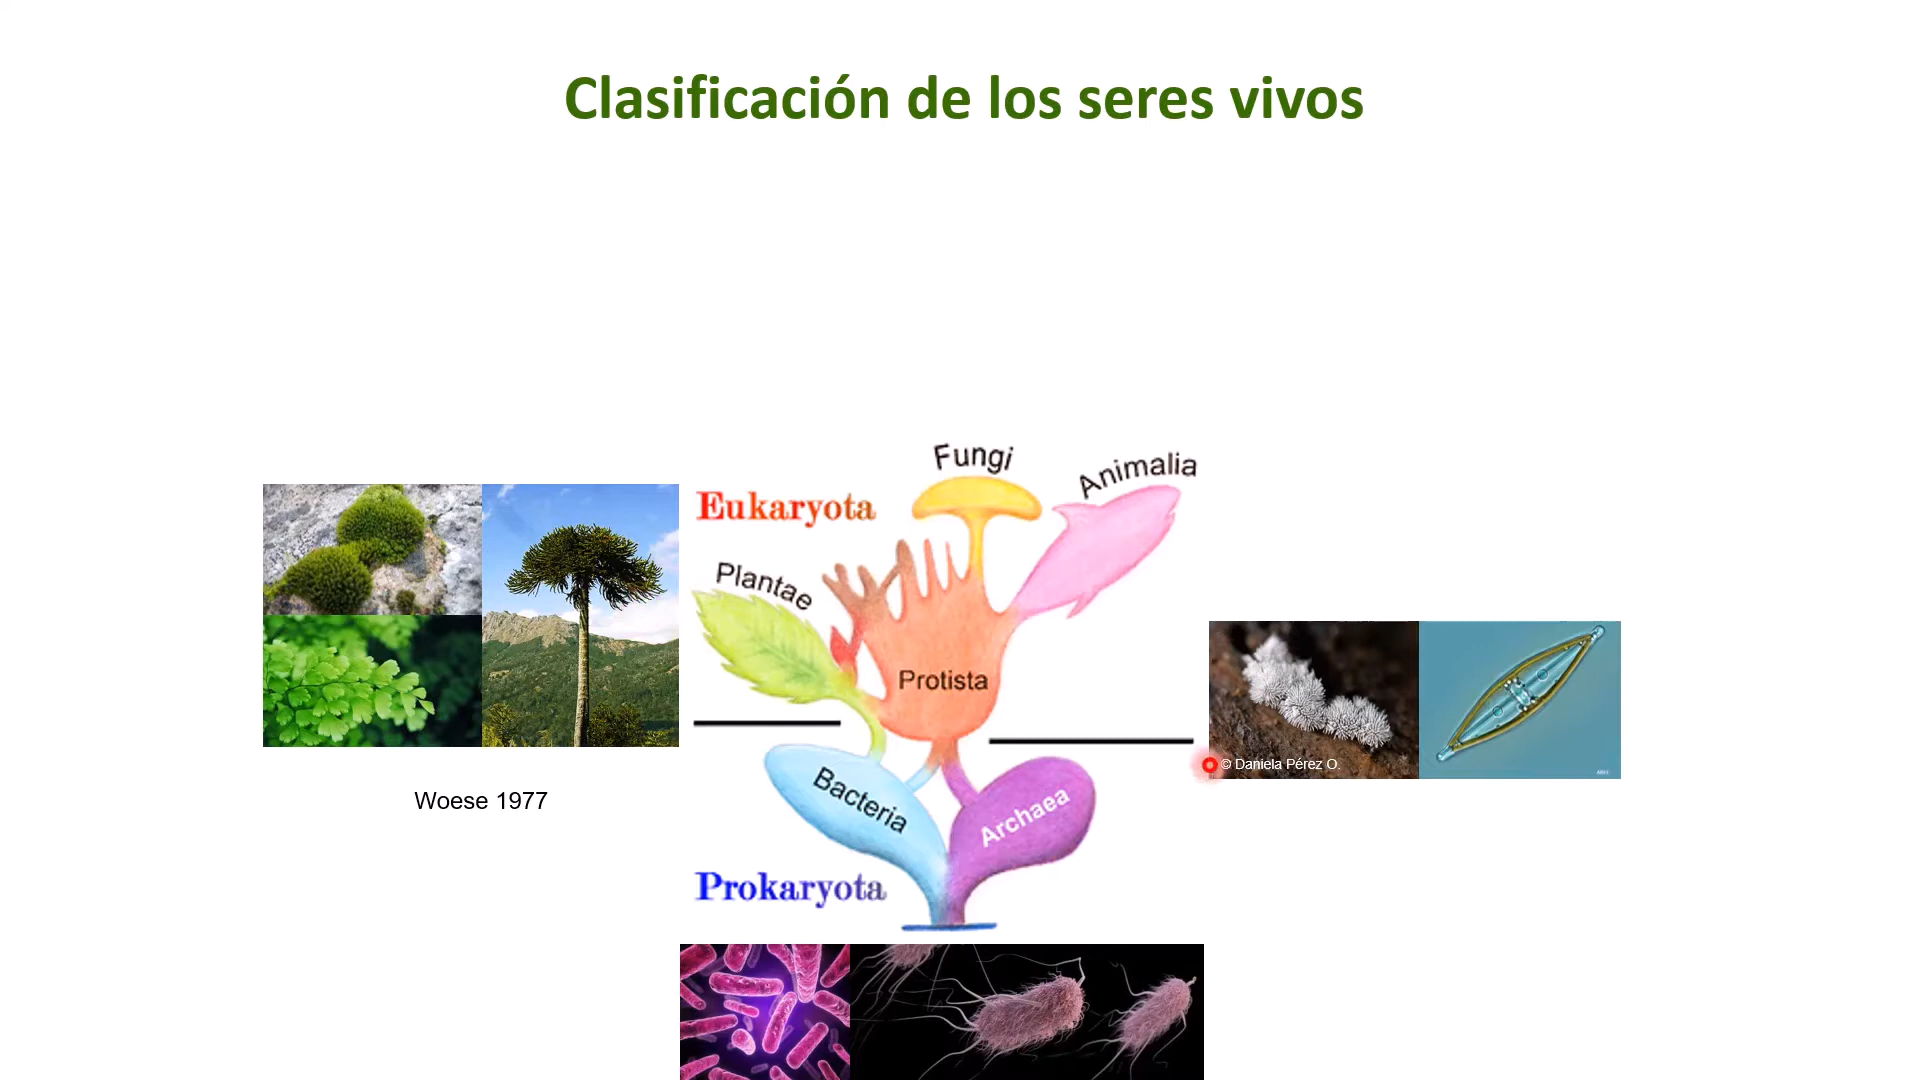 Clasificación de los seres vivos
Fungi
Animalia
Eukaryota
Plantae
Protista
© Daniela Pérez O.
Woese 1977
Bacteria
Archaea
Prokaryota